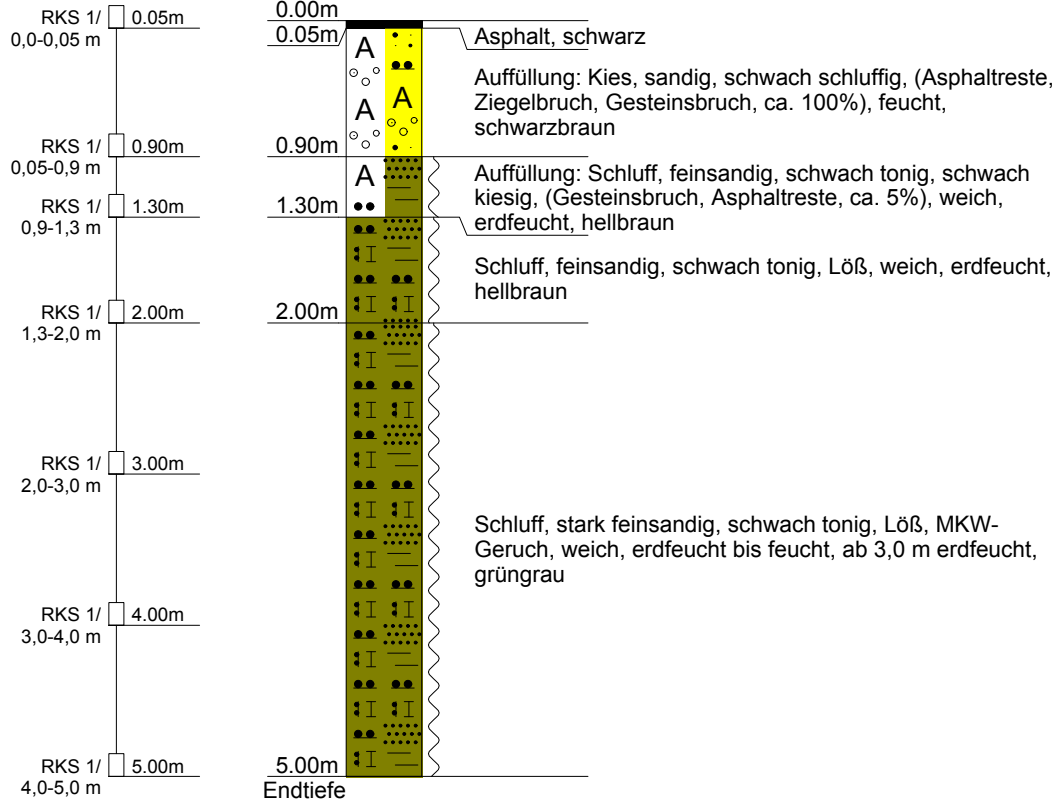 RKS 1/ 0.05m
0,0-0,05 m
0.00m
0.05m
Asphalt, schwarz
A
A
A
Auffüllung: Kies, sandig, schwach schluffig, (Asphaltreste,
Ziegelbruch, Gesteinsbruch, ca. 100%), feucht,
schwarzbraun
RKS 1/ 0.90m
0,05-0,9 m
0.90m
A
Auffüllung: Schluff, feinsandig, schwach tonig, schwach
kiesig, (Gesteinsbruch, Asphaltreste, ca. 5%), weich,
erdfeucht, hellbraun
RKS 1/ 1.30m
0,9-1,3 m
1.30m
Schluff, feinsandig, schwach tonig, Löß, weich, erdfeucht,
hellbraun
RKS 1/ 2.00m
1,3-2,0 m
2.00m
RKS 1/ 3.00m
2,0-3,0 m
Schluff, stark feinsandig, schwach tonig, Löß, MKW-
Geruch, weich, erdfeucht bis feucht, ab 3,0 m erdfeucht,
grüngrau
RKS 1/ 4.00m
3,0-4,0 m
RKS 1/ 5.00m
4,0-5,0 m
5.00m
Endtiefe